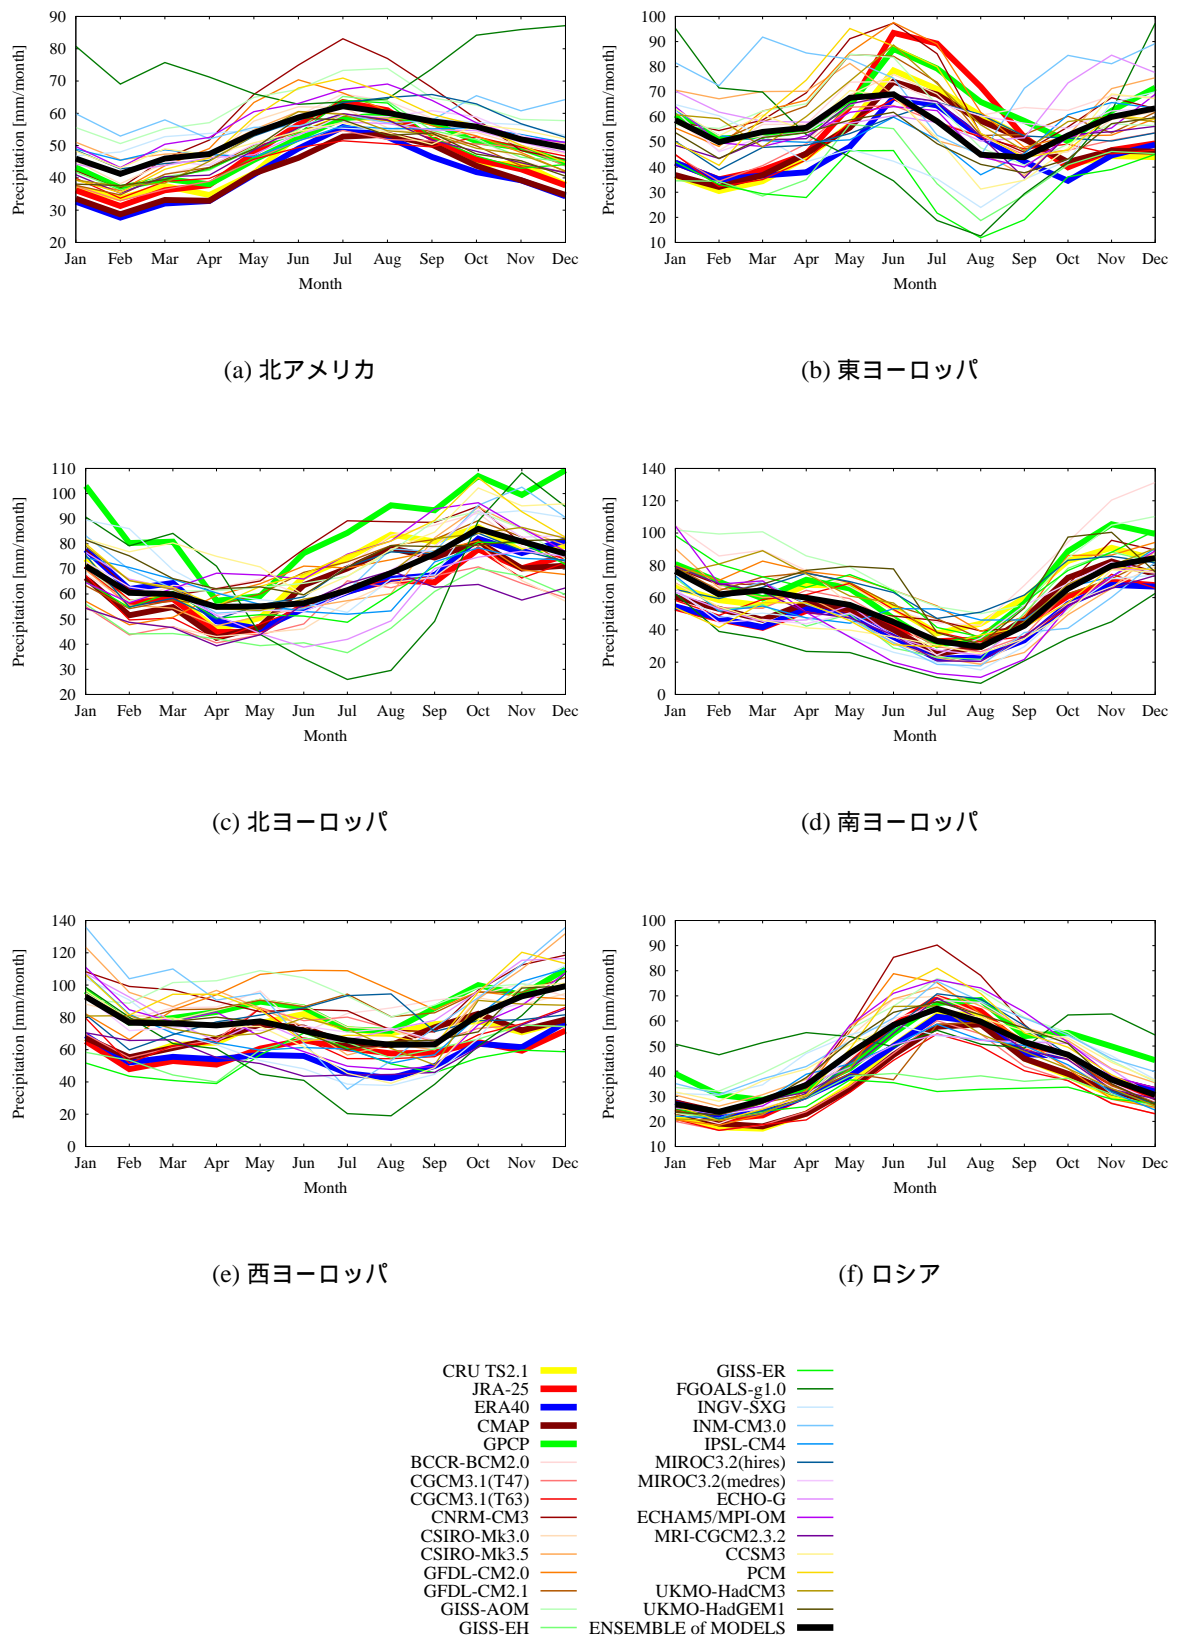 Precipitation [mm/month]
90
80
70
60
50
40
30
20
Jan Feb Mar Apr May Jun Jul Aug Sep Oct Nov Dec
Month
(a) 北アメリカ
Precipitation [mm/month]
100
90
80
70
60
50
40
30
20
10
Jan Feb Mar Apr May Jun Jul Aug Sep Oct Nov Dec
Month
(b) 東ヨーロッパ
Precipitation [mm/month]
110
100
90
80
70
60
50
40
30
20
Jan Feb Mar Apr May Jun Jul Aug Sep Oct Nov Dec
Month
(c) 北ヨーロッパ
Precipitation [mm/month]
140
120
100
80
60
40
20
0
Jan Feb Mar Apr May Jun Jul Aug Sep Oct Nov Dec
Month
(d) 南ヨーロッパ
Precipitation [mm/month]
140
120
100
80
60
40
20
0
Jan Feb Mar Apr May Jun Jul Aug Sep Oct Nov Dec
Month
(e) 西ヨーロッパ
Precipitation [mm/month]
100
90
80
70
60
50
40
30
20
10
Jan Feb Mar Apr May Jun Jul Aug Sep Oct Nov Dec
Month
(f) ロシア
CRU TS2.1
JRA-25
ERA40
CMAP
GPCP
BCCR-BCM2.0
CGCM3.1(T47)
CGCM3.1(T63)
CNRM-CM3
CSIRO-Mk3.0
CSIRO-Mk3.5
GFDL-CM2.0
GFDL-CM2.1
GISS-AOM
GISS-EH
GISS-ER
FGOALS-g1.0
INGV-SXG
INM-CM3.0
IPSL-CM4
MIROC3.2(hires)
MIROC3.2(medres)
ECHO-G
ECHAM5/MPI-OM
MRI-CGCM2.3.2
CCSM3
PCM
UKMO-HadCM3
UKMO-HadGEM1
ENSEMBLE of MODELS